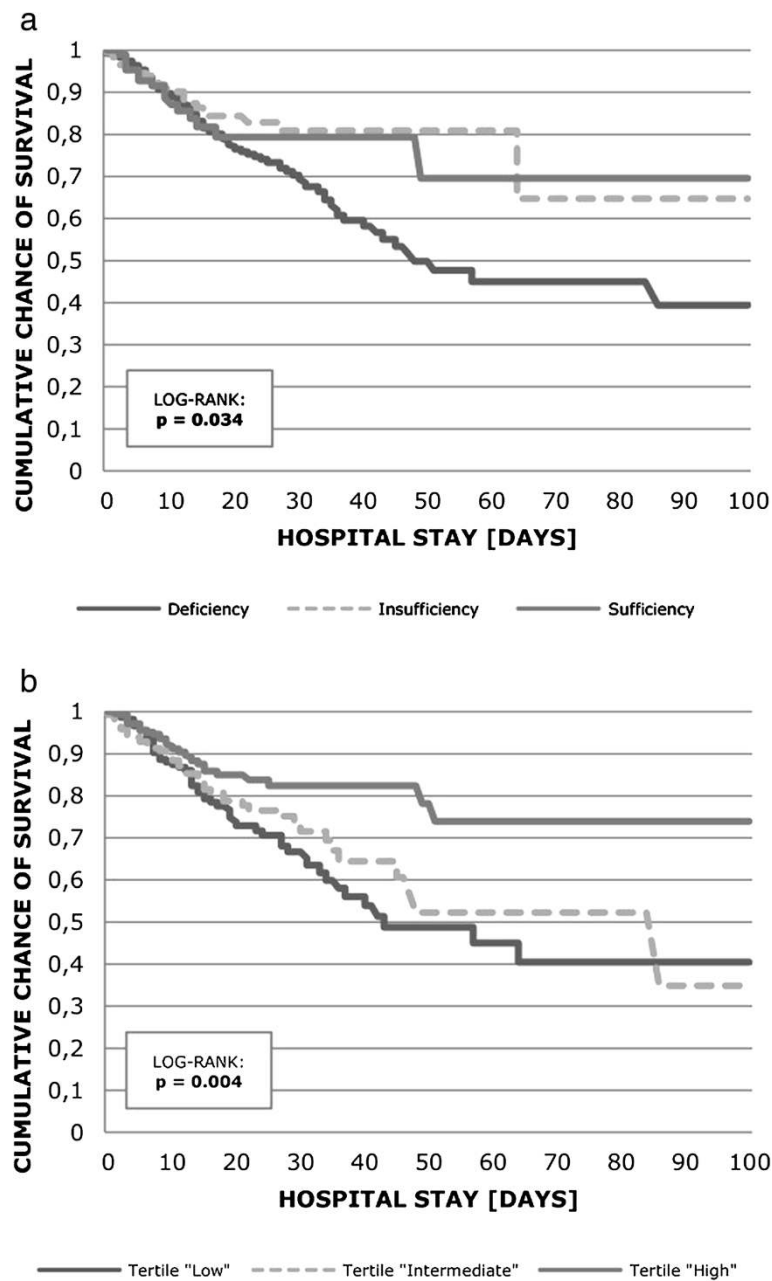 a
CUMULATIVE CHANCE OF SURVIVAL
1
0,9
0,8
0,7
0,6
0,5
0,4
0,3
0,2
0,1
0
LOG-RANK:
p = 0.034
0 10 20 30 40 50 60 70 80 90 100
HOSPITAL STAY [DAYS]
Deficiency Insufficiency Sufficiency
b
CUMULATIVE CHANCE OF SURVIVAL
1
0,9
0,8
0,7
0,6
0,5
0,4
0,3
0,2
0,1
0
LOG-RANK:
p = 0.004
0 10 20 30 40 50 60 70 80 90 100
HOSPITAL STAY [DAYS]
Tertile "Low" Tertile "Intermediate" Tertile "High"